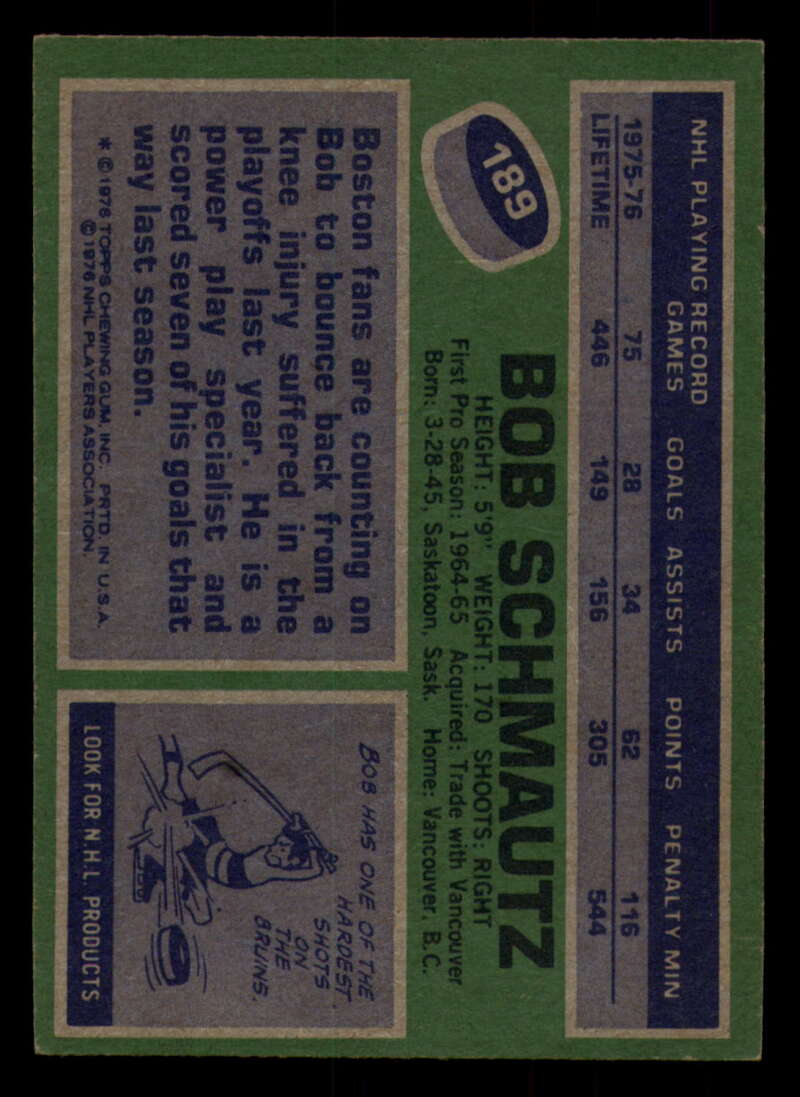 NHL PLAYING RECORD
GAMES GOALS ASSISTS POINTS PENALTY MIN
1975-76 75 28 34 62 116
LIFETIME 446 149 156 305 544
189
BOB SCHMAUTZ
HEIGHT: 5'9" WEIGHT: 170 SHOOTS: RIGHT
First Pro Season: 1964-65 Acquired: Trade with Vancouver
Born: 3-28-45, Saskatoon, Sask. Home: Vancouver, B.C.
Boston fans are counting on
Bob to bounce back from a
knee injury suffered in the
playoffs last year. He is a
power play specialist and
scored seven of his goals that
way last season.
* © 1976 TOPPS CHEWING GUM, INC. PRTD. IN U.S.A.
© 1976 NHL PLAYERS ASSOCIATION.
BOB HAS ONE OF THE
HARDEST
SHOTS
ON
THE
BRUINS.
LOOK FOR N.H.L. PRODUCTS